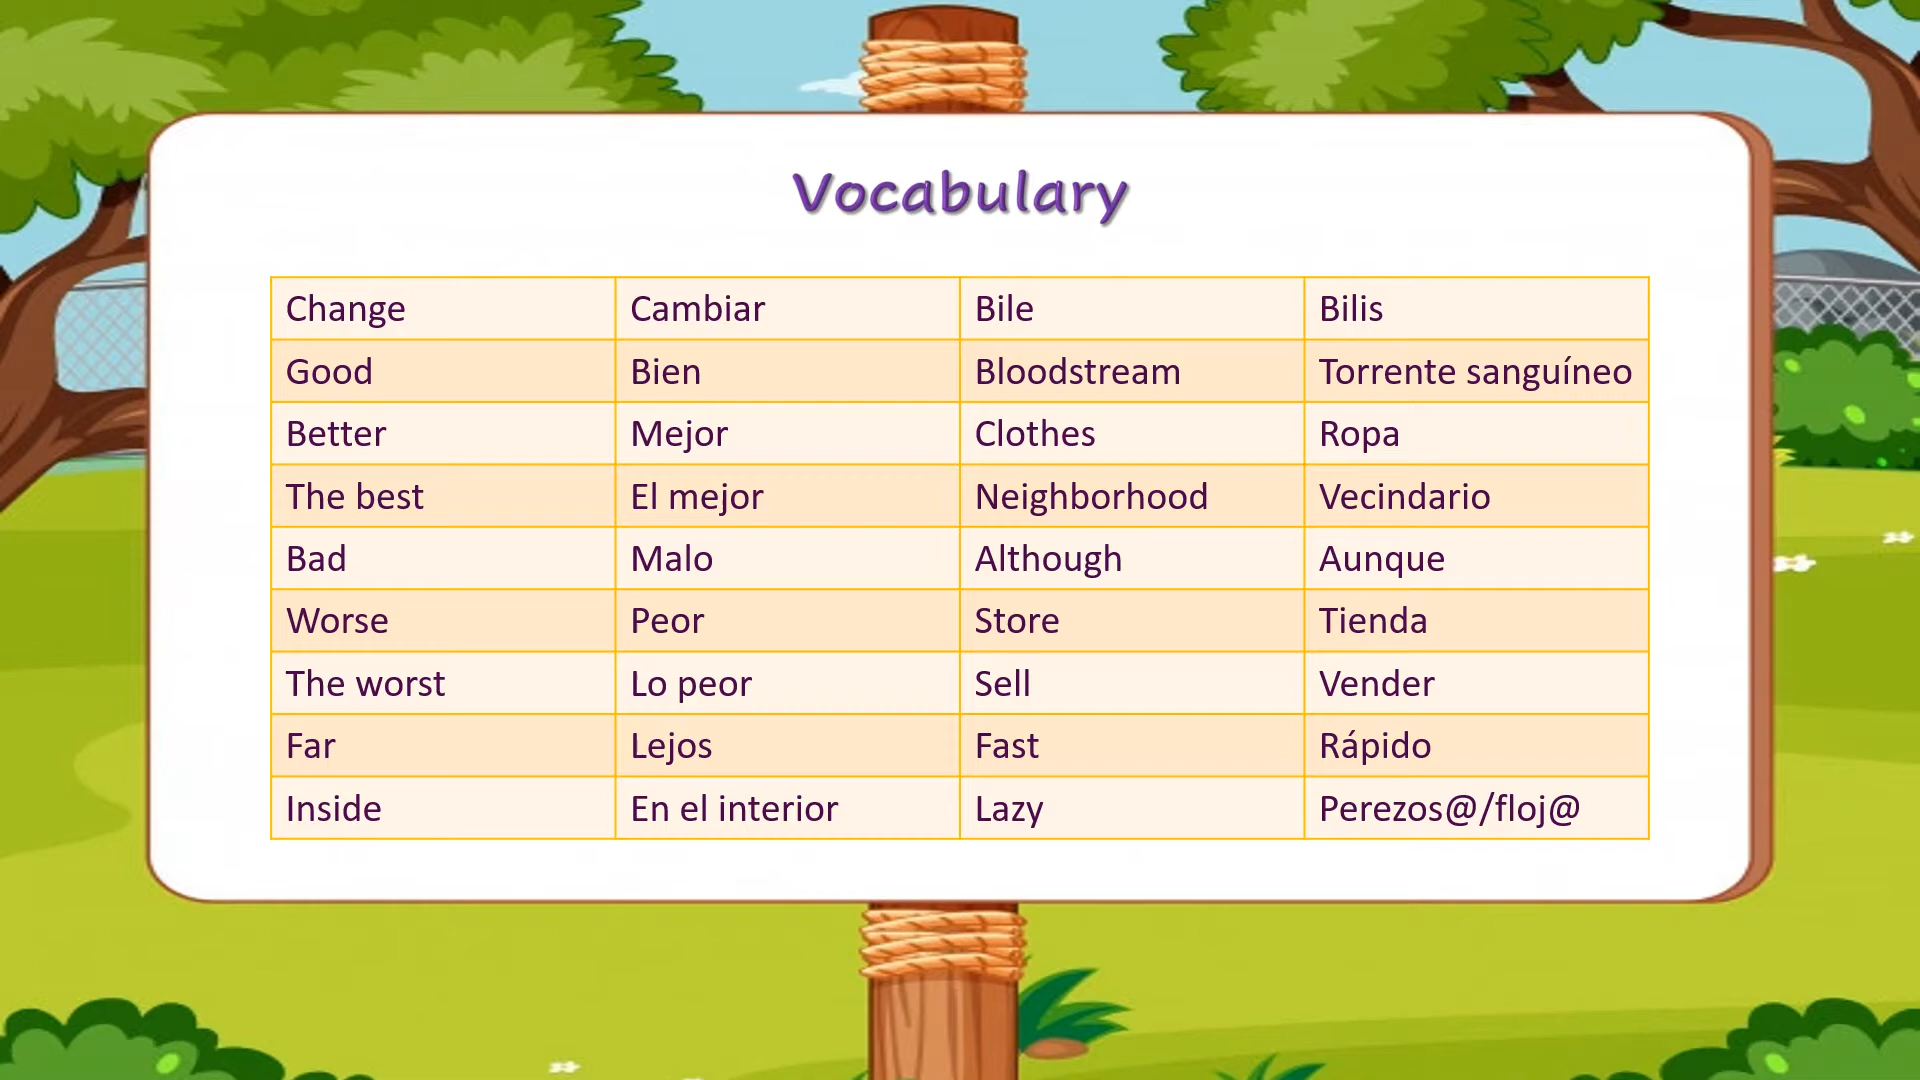 Vocabulary
Change Cambiar Bile Bilis
Good Bien Bloodstream Torrente sanguíneo
Better Mejor Clothes Ropa
The best El mejor Neighborhood Vecindario
Bad Malo Although Aunque
Worse Peor Store Tienda
The worst Lo peor Sell Vender
Far Lejos Fast Rápido
Inside En el interior Lazy Perezos@/floj@